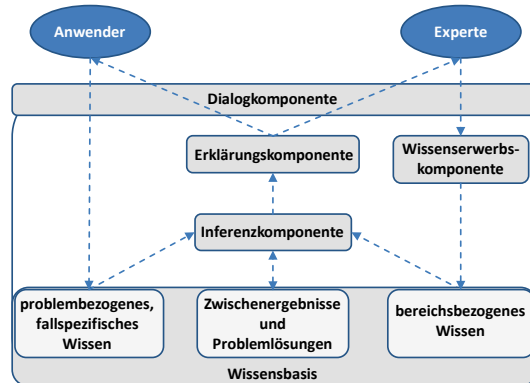 Anwender
Experte
Dialogkomponente
Erklärungskomponente
Wissenserwerbs-
komponente
Inferenzkomponente
problembezogenes,
fallspezifisches
Wissen
Zwischenergebnisse
und
Problemlösungen
bereichsbezogenes
Wissen
Wissensbasis